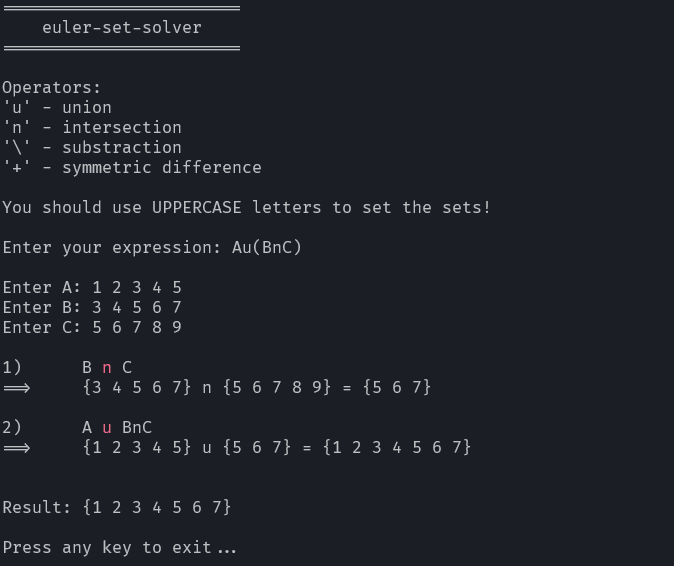 ========================
euler-set-solver
========================
Operators:
'u' - union
'n' - intersection
'\' - substraction
'+' - symmetric difference
You should use UPPERCASE letters to set the sets!
Enter your expression: Au(BnC)
Enter A: 1 2 3 4 5
Enter B: 3 4 5 6 7
Enter C: 5 6 7 8 9
1) B n C
==> {3 4 5 6 7} n {5 6 7 8 9} = {5 6 7}
2) A u BnC
==> {1 2 3 4 5} u {5 6 7} = {1 2 3 4 5 6 7}
Result: {1 2 3 4 5 6 7}
Press any key to exit...